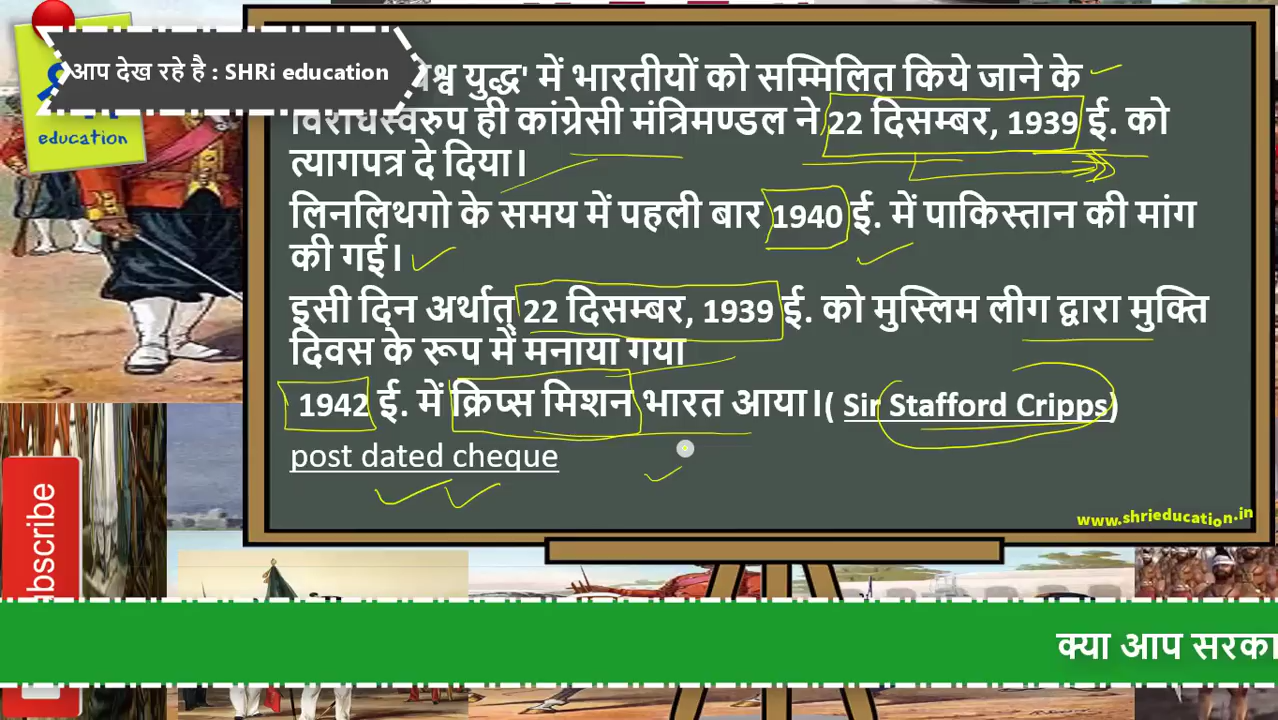 आप देख रहे है : SHRi education
education
युद्ध' में भारतीयों को सम्मिलित किये जाने के
विरोधस्वरुप ही कांग्रेसी मंत्रिमण्डल ने 22 दिसम्बर, 1939 ई. को
त्यागपत्र दे दिया।
लिनलिथगो के समय में पहली बार 1940 ई. में पाकिस्तान की मांग
की गई।
इसी दिन अर्थात् 22 दिसम्बर, 1939 ई. को मुस्लिम लीग द्वारा मुक्ति
दिवस के रूप में मनाया गया
1942 ई. में क्रिप्स मिशन भारत आया।( Sir Stafford Cripps)
post dated cheque
www.shrieducation.in
क्या आप